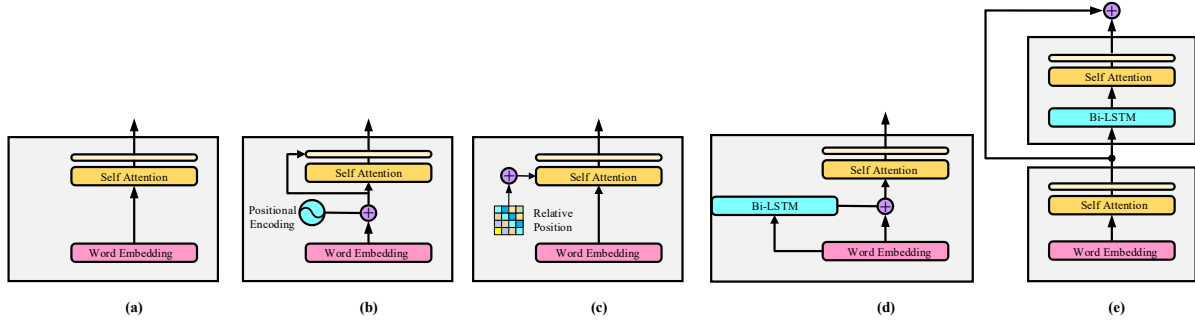 Self Attention
Word Embedding
(a)
Self Attention
Positional
Encoding
Word Embedding
(b)
Self Attention
Relative
Position
Word Embedding
(c)
Self Attention
Bi-LSTM
Word Embedding
(d)
Self Attention
Bi-LSTM
Self Attention
Word Embedding
(e)